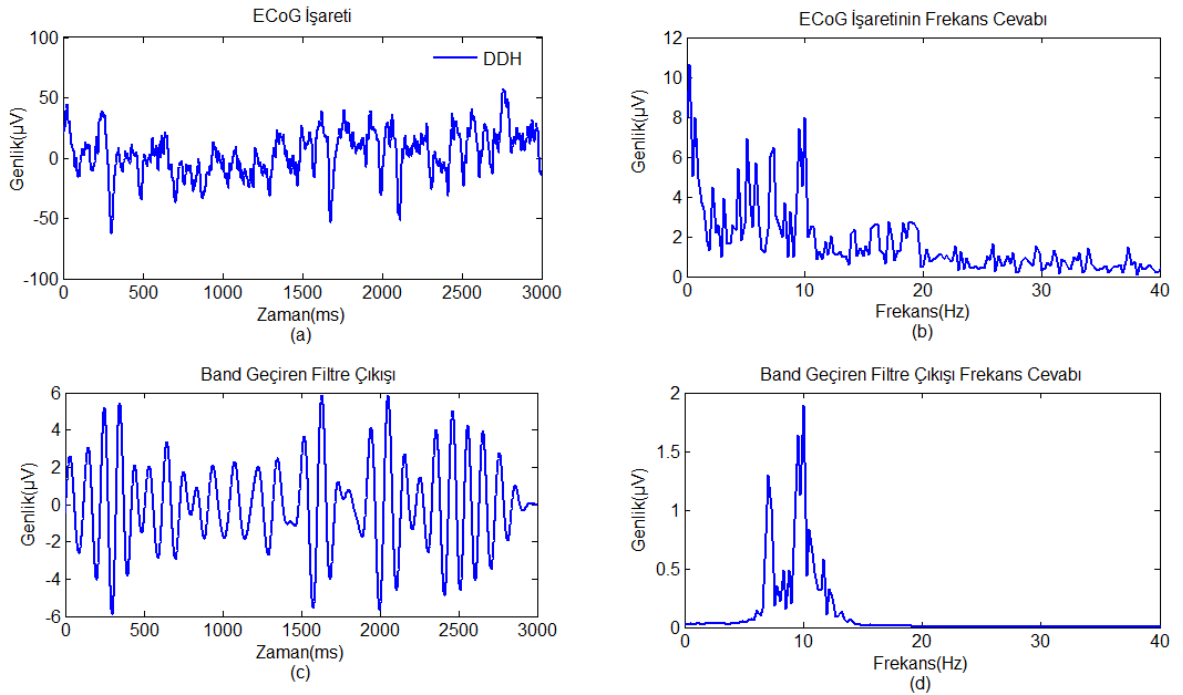 ECoG İşareti
100
50
0
-50
-100
Genlik(µV)
DDH
0 500 1000 1500 2000 2500 3000
Zaman(ms)
(a)
ECoG İşaretinin Frekans Cevabı
12
10
8
6
4
2
0
Genlik(µV)
0 10 20 30 40
Frekans(Hz)
(b)
Band Geçiren Filtre Çıkışı
6
4
2
0
-2
-4
-6
Genlik(µV)
0 500 1000 1500 2000 2500 3000
Zaman(ms)
(c)
Band Geçiren Filtre Çıkışı Frekans Cevabı
2
1.5
1
0.5
0
Genlik(µV)
0 10 20 30 40
Frekans(Hz)
(d)